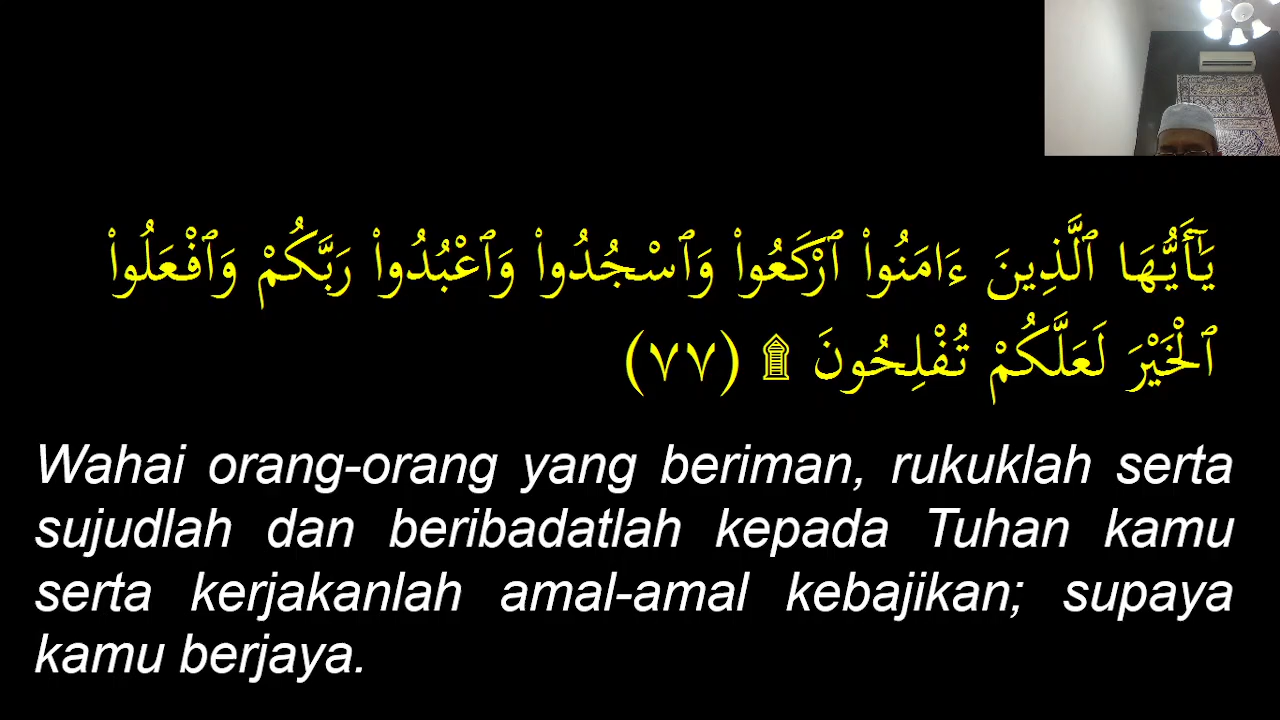 يَٰٓأَيُّهَا ٱلَّذِينَ ءَامَنُوا۟ ٱرْكَعُوا۟ وَٱسْجُدُوا۟ وَٱعْبُدُوا۟ رَبَّكُمْ وَٱفْعَلُوا۟
ٱلْخَيْرَ لَعَلَّكُمْ تُفْلِحُونَ ۩ (٧٧)
Wahai orang-orang yang beriman, rukuklah serta
sujudlah dan beribadatlah kepada Tuhan kamu
serta kerjakanlah amal-amal kebajikan; supaya
kamu berjaya.